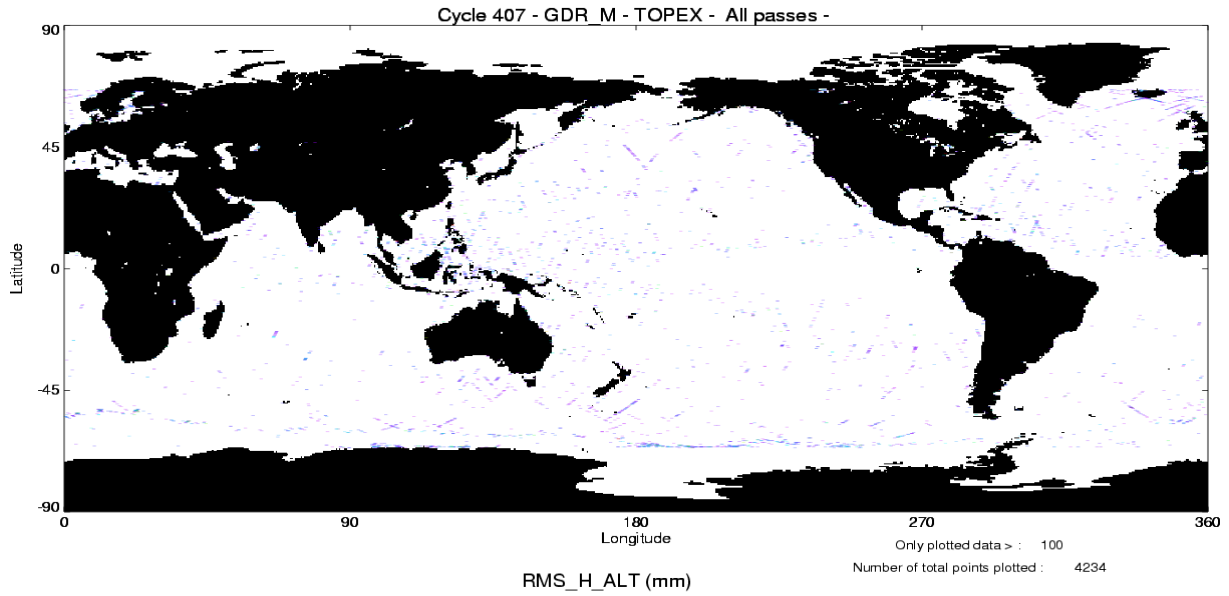 Cycle 407 - GDR_M - TOPEX - All passes -
90
45
0
-45
-90
Latitude
0 90 180 270 360
Longitude
Only plotted data > : 100
Number of total points plotted : 4234
RMS_H_ALT (mm)